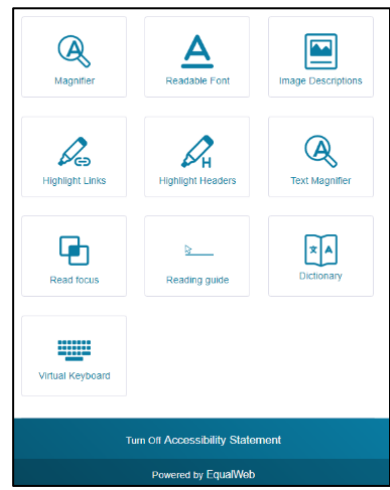 Magnifier
Readable Font
Image Descriptions
Highlight Links
Highlight Headers
Text Magnifier
Read focus
Reading guide
Dictionary
Virtual Keyboard
Turn Off Accessibility Statement
Powered by EqualWeb